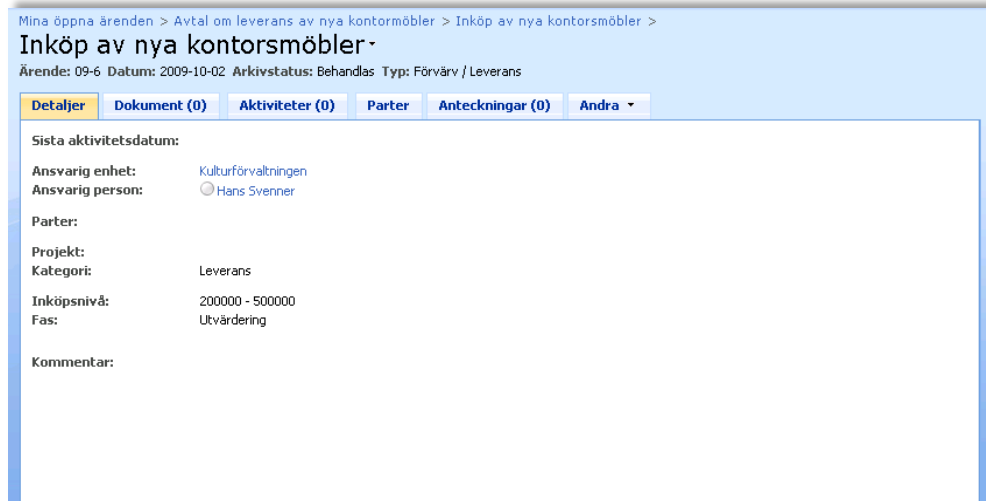 Mina öppna ärenden > Avtal om leverans av nya kontormöbler > Inköp av nya kontorsmöbler >
Inköp av nya kontorsmöbler
Ärende: 09-6 Datum: 2009-10-02 Arkivstatus: Behandlas Typ: Förvärv / Leverans
Detaljer Dokument (0) Aktiviteter (0) Parter Anteckningar (0) Andra
Sista aktivitetsdatum:
Ansvarig enhet: Kulturförvaltningen
Ansvarig person: Hans Svenner
Parter:
Projekt:
Kategori: Leverans
Inköpsnivå: 200000 - 500000
Fas: Utvärdering
Kommentar: